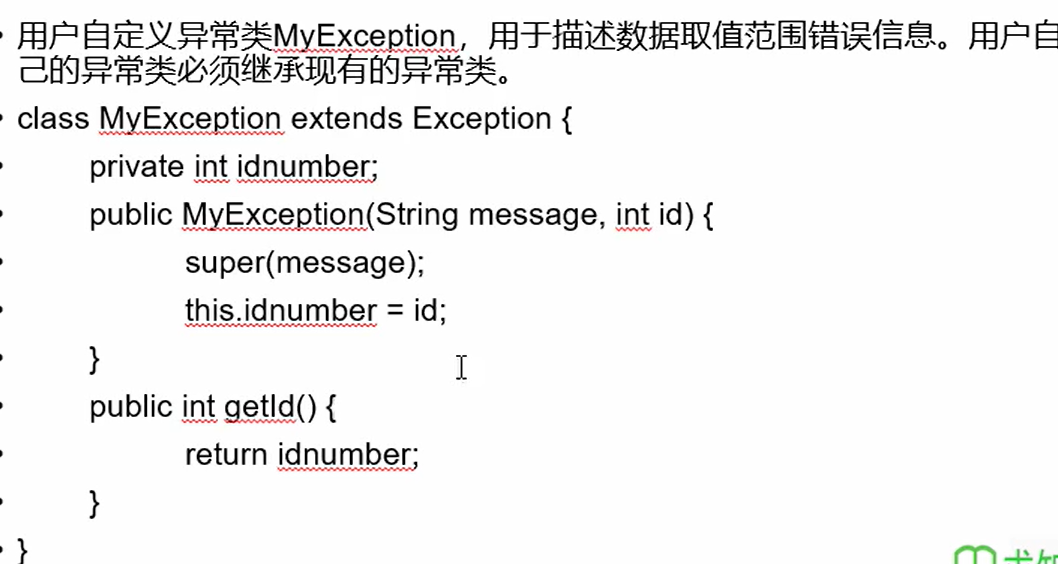 用户自定义异常类MyException，用于描述数据取值范围错误信息。用户自
己的异常类必须继承现有的异常类。
class MyException extends Exception {
private int idnumber;
public MyException(String message, int id) {
super(message);
this.idnumber = id;
}
public int getId() {
return idnumber;
}
}